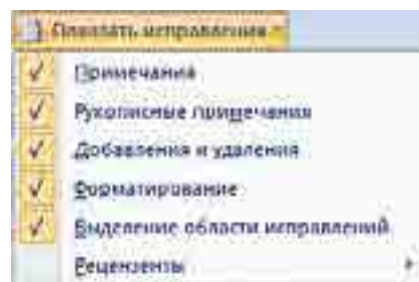 Показать исправления
Примечания
Рукописные примечания
Добавления и удаления
Форматирование
Выделение области исправлений
Рецензенты